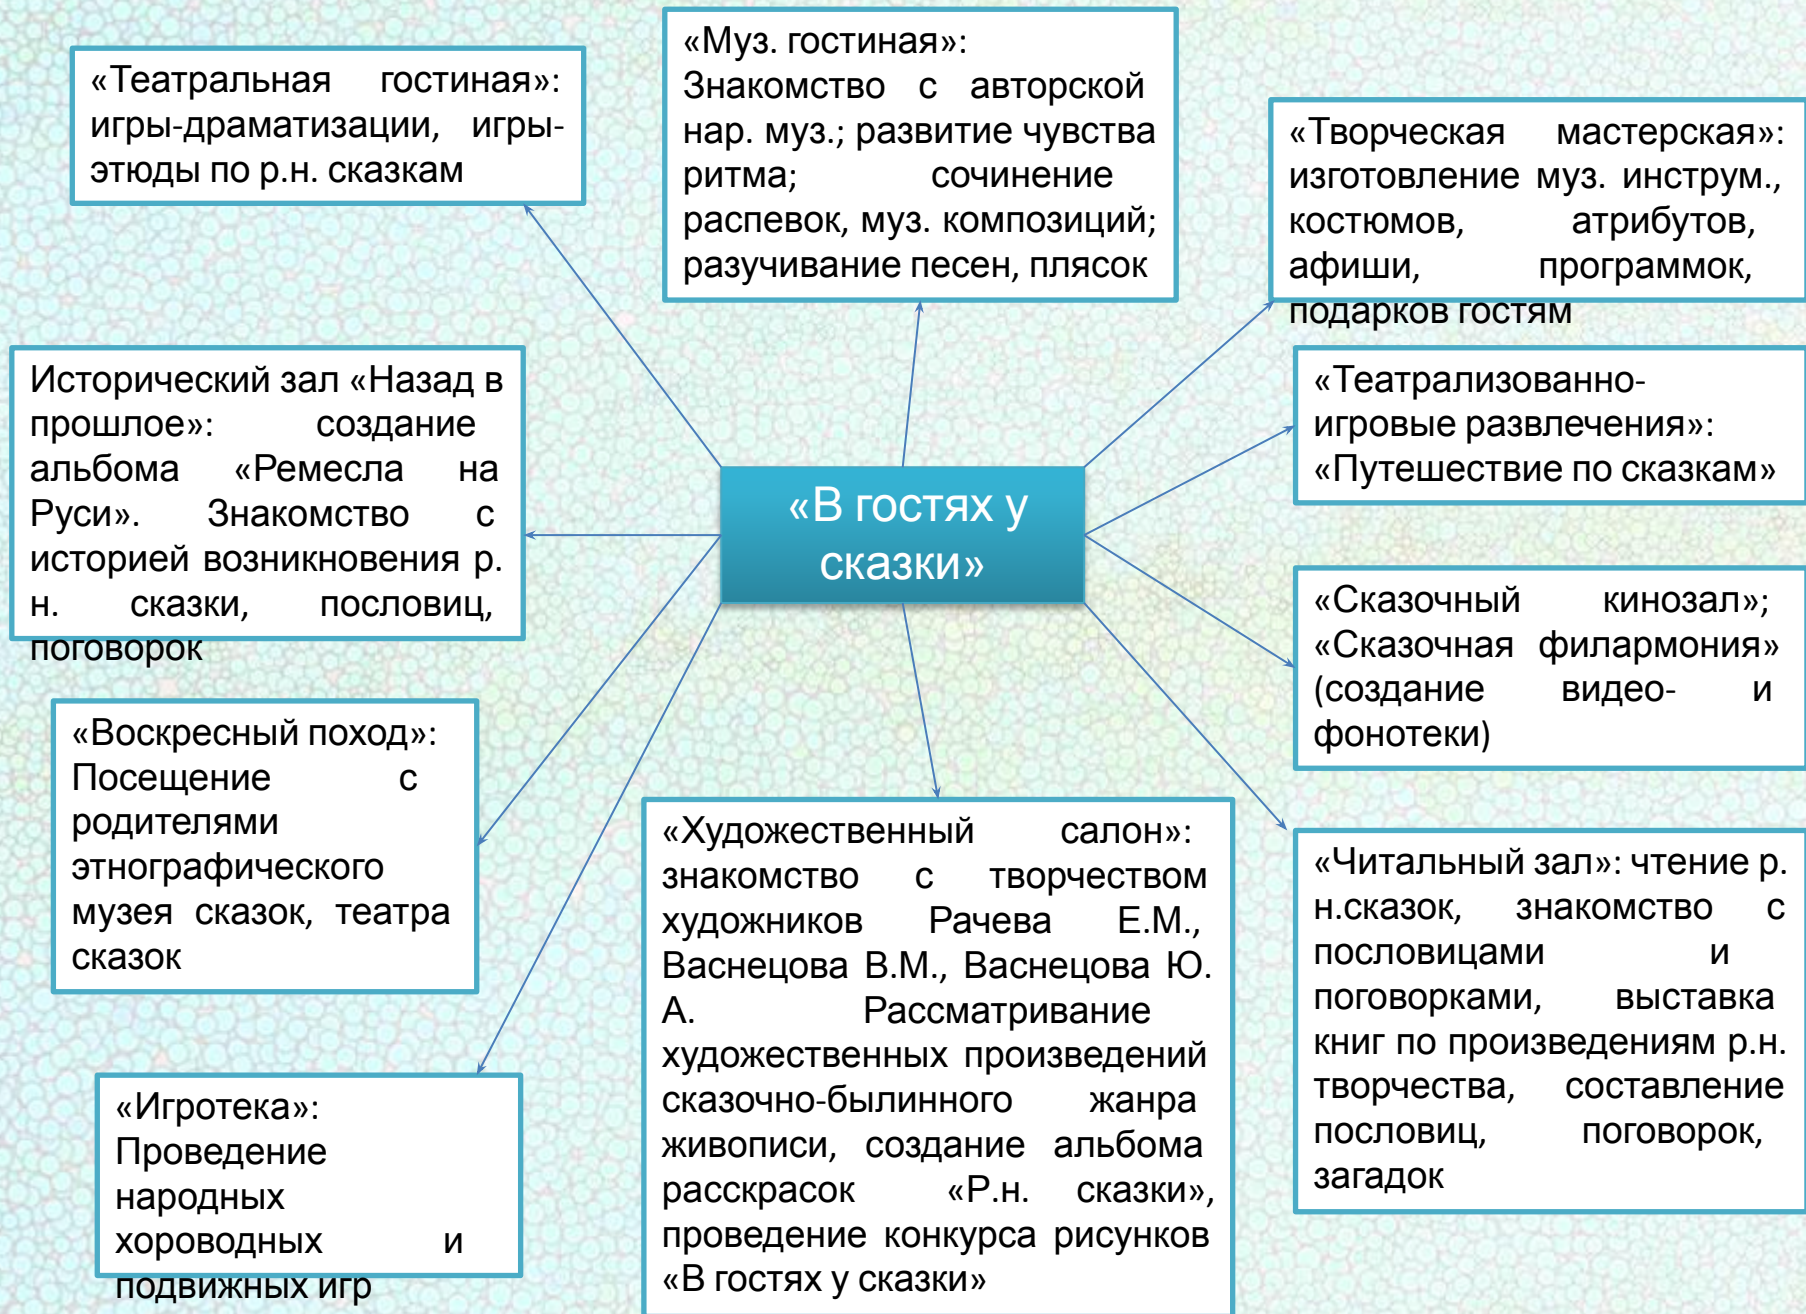 «Театральная гостиная»:
игры-драматизации, игры-
этюды по р.н. сказкам
«Муз. гостиная»:
Знакомство с авторской
нар. муз.; развитие чувства
ритма; сочинение
распевок, муз. композиций;
разучивание песен, плясок
«Творческая мастерская»:
изготовление муз. инструм.,
костюмов, атрибутов,
афиши, программок,
подарков гостям
Исторический зал «Назад в
прошлое»: создание
альбома «Ремесла на
Руси». Знакомство с
историей возникновения р.
н. сказки, пословиц,
поговорок
«Театрализованно-
игровые развлечения»:
«Путешествие по сказкам»
«В гостях у
сказки»
«Сказочный кинозал»;
«Сказочная филармония»
(создание видео- и
фонотеки)
«Воскресный поход»:
Посещение с
родителями
этнографического
музея сказок, театра
сказок
«Художественный салон»:
знакомство с творчеством
художников Рачева Е.М.,
Васнецова В.М., Васнецова Ю.
А. Рассматривание
художественных произведений
сказочно-былинного жанра
живописи, создание альбома
расскрасок «Р.н. сказки»,
проведение конкурса рисунков
«В гостях у сказки»
«Читальный зал»: чтение р.
н.сказок, знакомство с
пословицами и
поговорками, выставка
книг по произведениям р.н.
творчества, составление
пословиц, поговорок,
загадок
«Игротека»:
Проведение
народных
хороводных и
подвижных игр